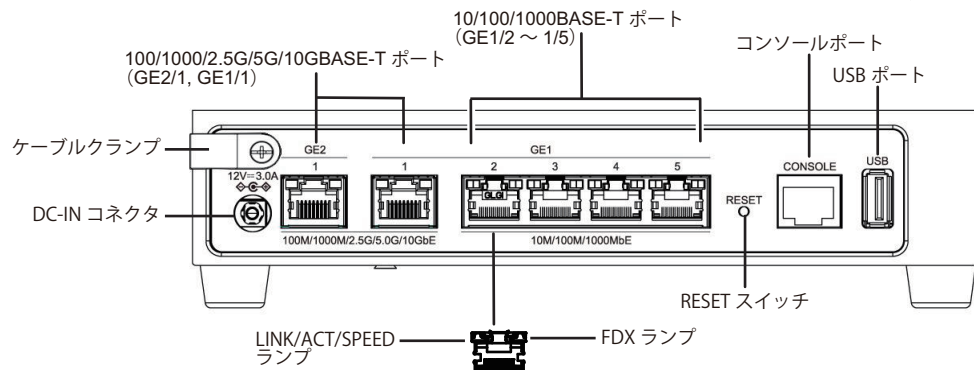 10/100/1000BASE-T ポート
（GE1/2 ～ 1/5）
100/1000/2.5G/5G/10GBASE-T ポート
（GE2/1, GE1/1）
コンソールポート
USB ポート
ケーブルクランプ
GE2
GE1
1
1
2
3
4
5
CONSOLE
USB
12V 3.0A
DC-IN コネクタ
RESET
100M/1000M/2.5G/5.0G/10GbE
10M/100M/1000MbE
RESET スイッチ
LINK/ACT/SPEED
ランプ
FDX ランプ